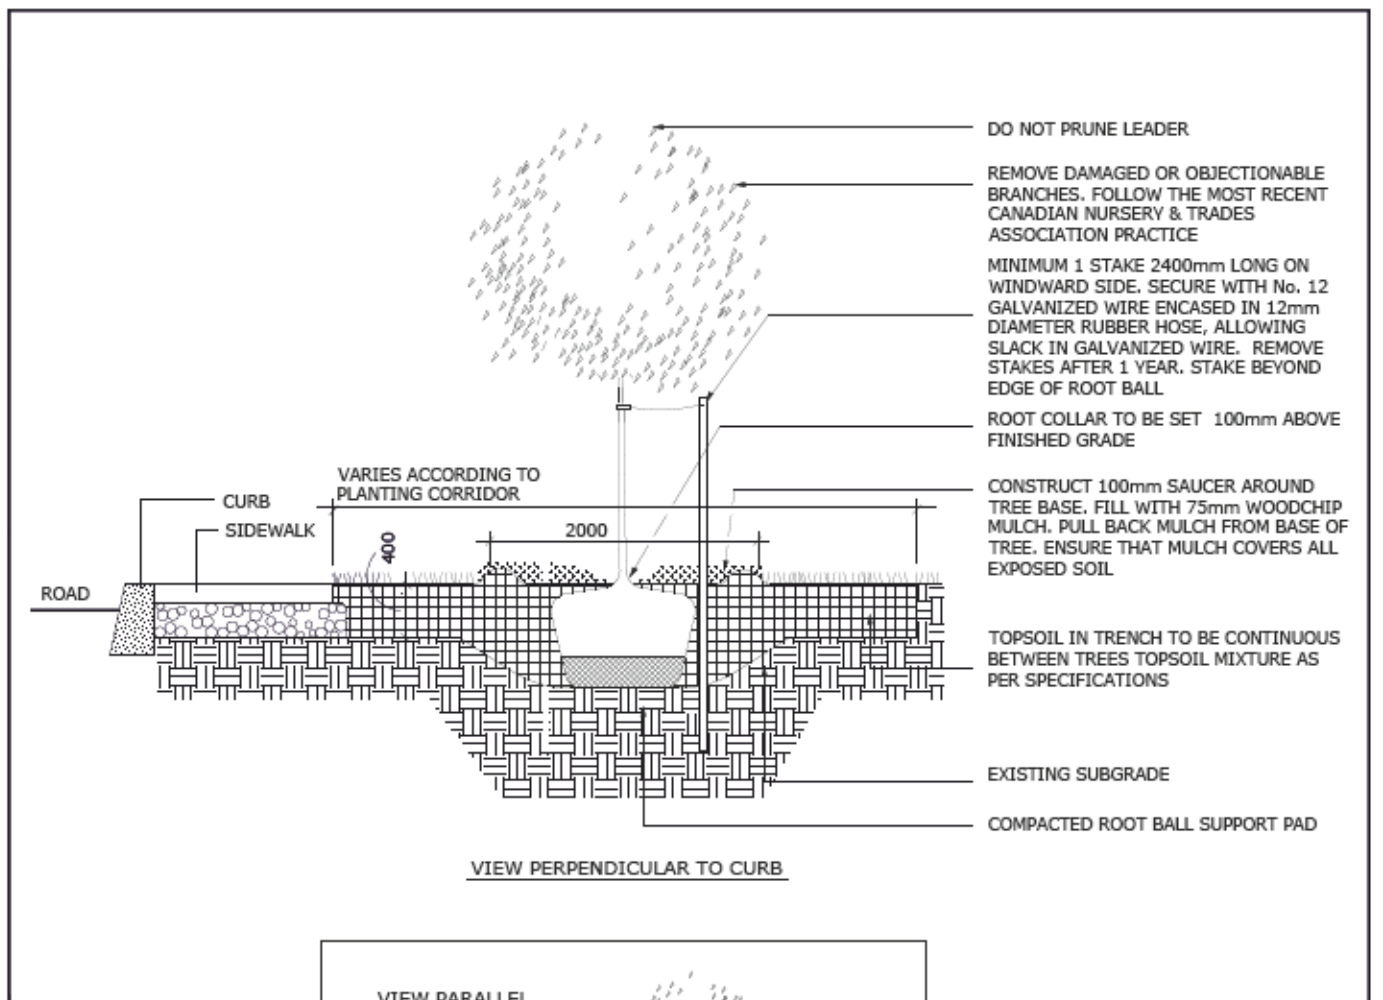 DO NOT PRUNE LEADER
REMOVE DAMAGED OR OBJECTIONABLE
BRANCHES. FOLLOW THE MOST RECENT
CANADIAN NURSERY & TRADES
ASSOCIATION PRACTICE
MINIMUM 1 STAKE 2400mm LONG ON
WINDWARD SIDE. SECURE WITH No. 12
GALVANIZED WIRE ENCASED IN 12mm
DIAMETER RUBBER HOSE, ALLOWING
SLACK IN GALVANIZED WIRE. REMOVE
STAKES AFTER 1 YEAR. STAKE BEYOND
EDGE OF ROOT BALL
ROOT COLLAR TO BE SET 100mm ABOVE
FINISHED GRADE
VARIES ACCORDING TO
PLANTING CORRIDOR
CURB
SIDEWALK
2000
400
ROAD
CONSTRUCT 100mm SAUCER AROUND
TREE BASE. FILL WITH 75mm WOODCHIP
MULCH. PULL BACK MULCH FROM BASE OF
TREE. ENSURE THAT MULCH COVERS ALL
EXPOSED SOIL
TOPSOIL IN TRENCH TO BE CONTINUOUS
BETWEEN TREES TOPSOIL MIXTURE AS
PER SPECIFICATIONS
EXISTING SUBGRADE
COMPACTED ROOT BALL SUPPORT PAD
VIEW PERPENDICULAR TO CURB
VIEW PARALLEL